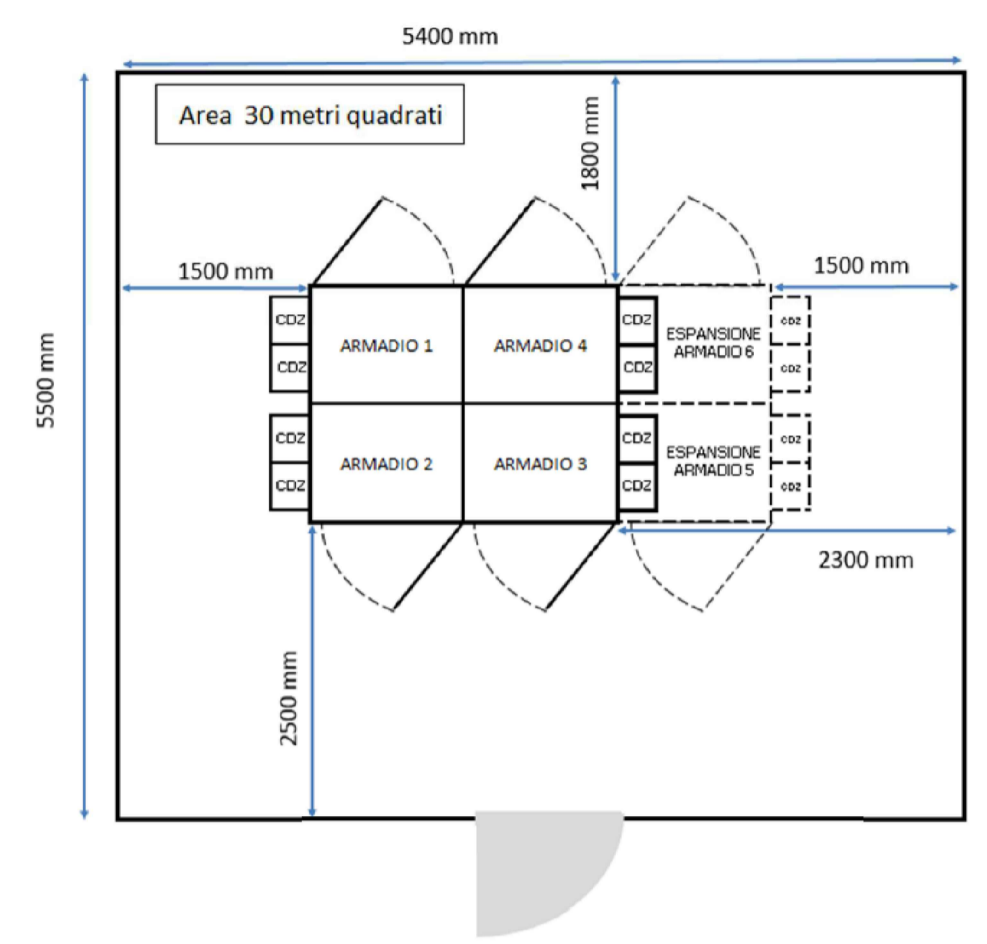 5400 mm
Area 30 metri quadrati
1800 mm
1500 mm
1500 mm
5500 mm
CDZ
CDZ
CDZ
CDZ
ARMADIO 1
ARMADIO 4
ARMADIO 2
ARMADIO 3
CDZ
CDZ
CDZ
CDZ
ESPANSIONE
ARMADIO 6
ESPANSIONE
ARMADIO 5
CDZ
CDZ
CDZ
CDZ
2300 mm
2500 mm